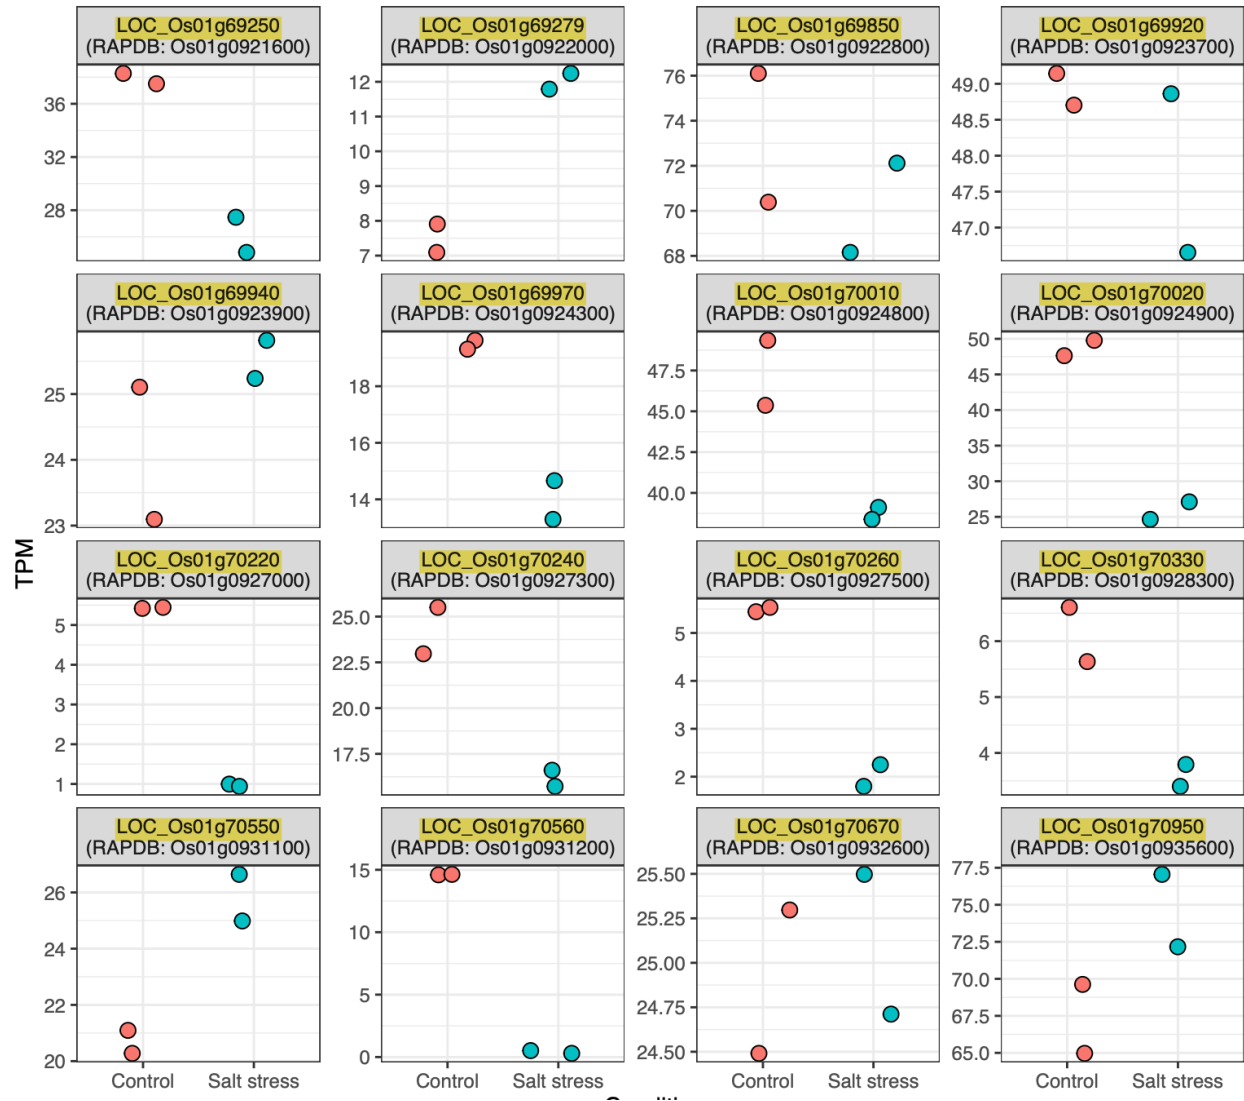 LOC_Os01g69250
(RAPDB: Os01g0921600)
LOC_Os01g69279
(RAPDB: Os01g0922000)
LOC_Os01g69850
(RAPDB: Os01g0922800)
LOC_Os01g69920
(RAPDB: Os01g0923700)
36
32
28
12
11
10
9
8
7
76
74
72
70
68
49.0
48.5
48.0
47.5
47.0
LOC_Os01g69940
(RAPDB: Os01g0923900)
LOC_Os01g69970
(RAPDB: Os01g0924300)
LOC_Os01g70010
(RAPDB: Os01g0924800)
LOC_Os01g70020
(RAPDB: Os01g0924900)
25
24
23
18
16
14
47.5
45.0
42.5
40.0
50
45
40
35
30
25
TPM
LOC_Os01g70220
(RAPDB: Os01g0927000)
LOC_Os01g70240
(RAPDB: Os01g0927300)
LOC_Os01g70260
(RAPDB: Os01g0927500)
LOC_Os01g70330
(RAPDB: Os01g0928300)
5
4
3
2
1
25.0
22.5
20.0
17.5
5
4
3
2
6
5
4
LOC_Os01g70550
(RAPDB: Os01g0931100)
LOC_Os01g70560
(RAPDB: Os01g0931200)
LOC_Os01g70670
(RAPDB: Os01g0932600)
LOC_Os01g70950
(RAPDB: Os01g0935600)
26
24
22
20
15
10
5
0
25.50
25.25
25.00
24.75
24.50
77.5
75.0
72.5
70.0
67.5
65.0
Control Salt stress
Control Salt stress
Control Salt stress
Control Salt stress